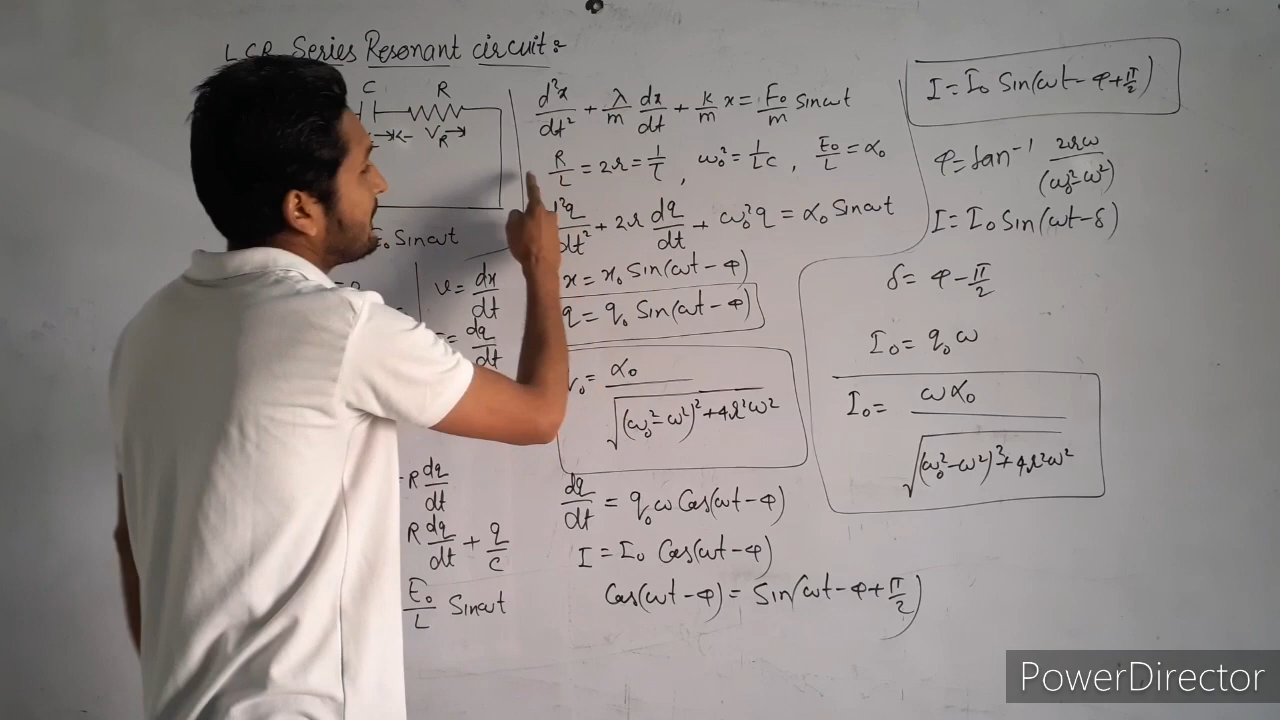 LCR Series Resonant circuit:
C R
V_R
E₀ Sinωt
v = dx/dt
= dq/dt
R dq/dt
R dq/dt + q/c
E₀/L Sinωt
d²x/dt² + λ/m dx/dt + k/m x = F₀/m Sinωt
R/L = 2r = 1/τ, ω₀² = 1/LC, E₀/L = α₀
d²q/dt² + 2r dq/dt + ω₀²q = α₀ Sinωt
x = x₀ Sin(ωt - φ)
q = q₀ Sin(ωt - φ)
₀ = α₀/√(ω₀² - ω²)² + 4r²ω²
dq/dt = q₀ω Cos(ωt - φ)
I = I₀ Cos(ωt - φ)
Cos(ωt - φ) = Sin(ωt - φ + π/2)
I = I₀ Sin(ωt - φ + π/2)
φ = tan⁻¹ 2rω/(ω₀² - ω²)
I = I₀ Sin(ωt - δ)
δ = φ - π/2
I₀ = q₀ω
I₀ = ωα₀/√(ω₀² - ω²)² + 4r²ω²
PowerDirector